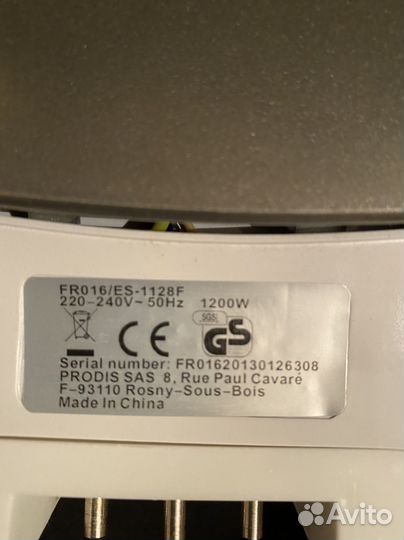 FR016/ES-1128F
220-240V~50Hz 1200W
SGS
CE GS
Serial number: FR01620130126308
PRODIS SAS 8, Rue Paul Cavaré
F-93110 Rosny-Sous-Bois
Made In China
Avito